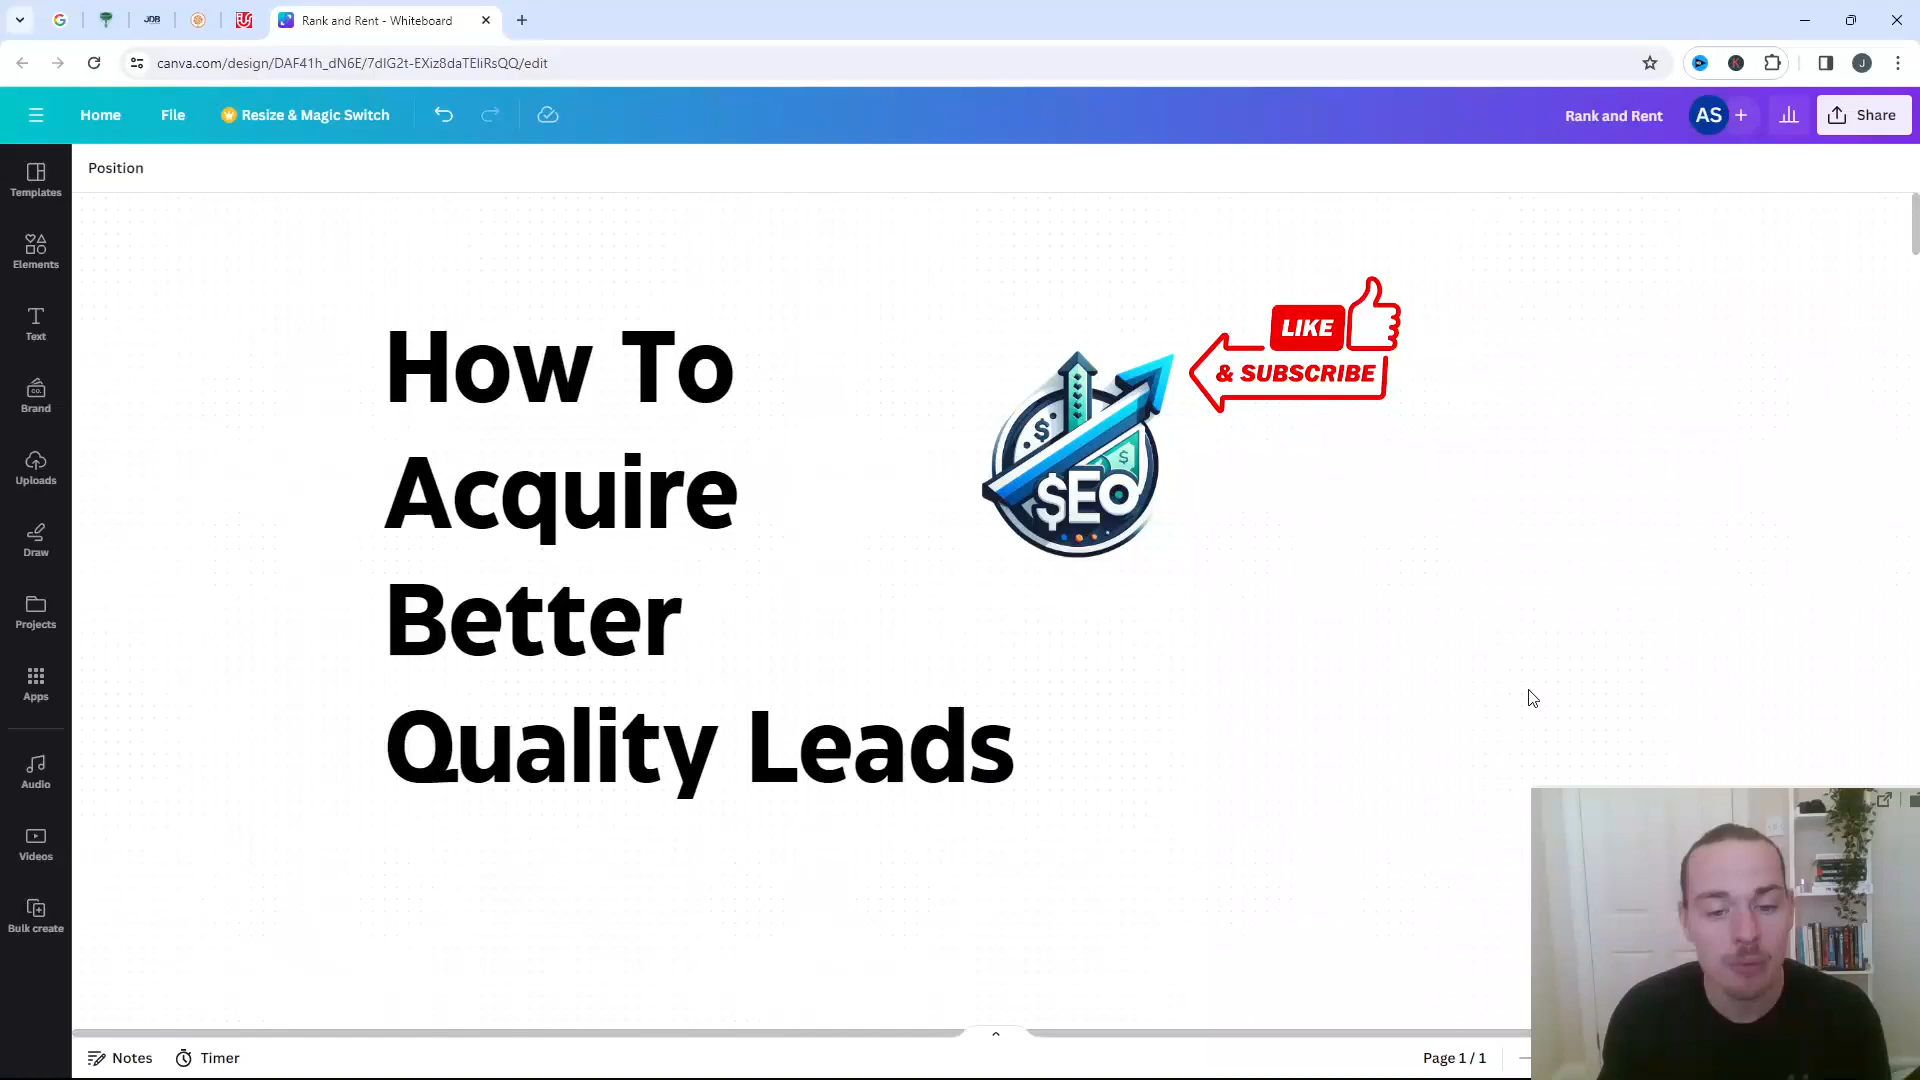 JDB
Rank and Rent - Whiteboard
canva.com/design/DAF41h_dN6E/7dlG2t-EXiz8daTEliRsQQ/edit
J
Home
File
Resize & Magic Switch
Rank and Rent
AS
Share
Position
Templates
Elements
Text
Brand
Uploads
Draw
Projects
Apps
Audio
Videos
Bulk create
How To
Acquire
Better
Quality Leads
$EO
LIKE
& SUBSCRIBE
Notes
Timer
Page 1 / 1